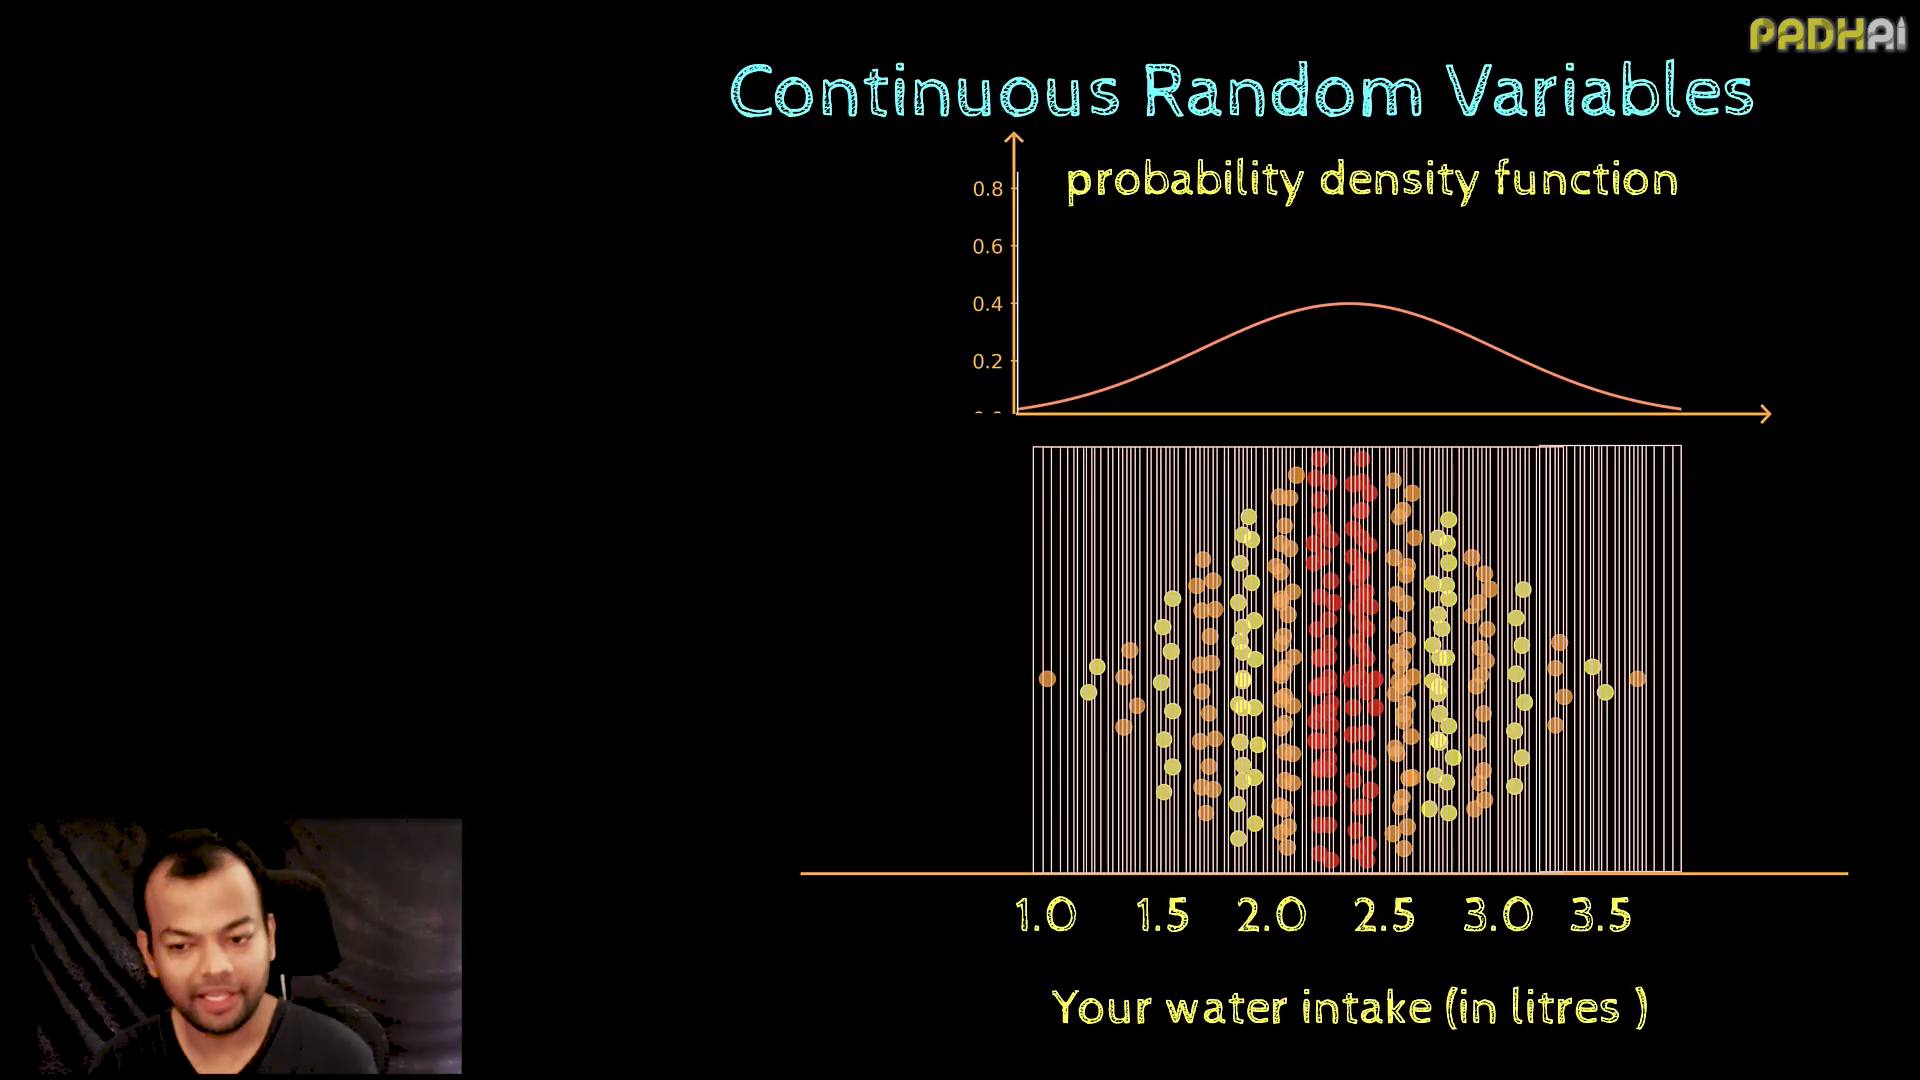 PADHAI
Continuous Random Variables
probability density function
0.8
0.6
0.4
0.2
1.0 1.5 2.0 2.5 3.0 3.5
Your water intake (in litres )